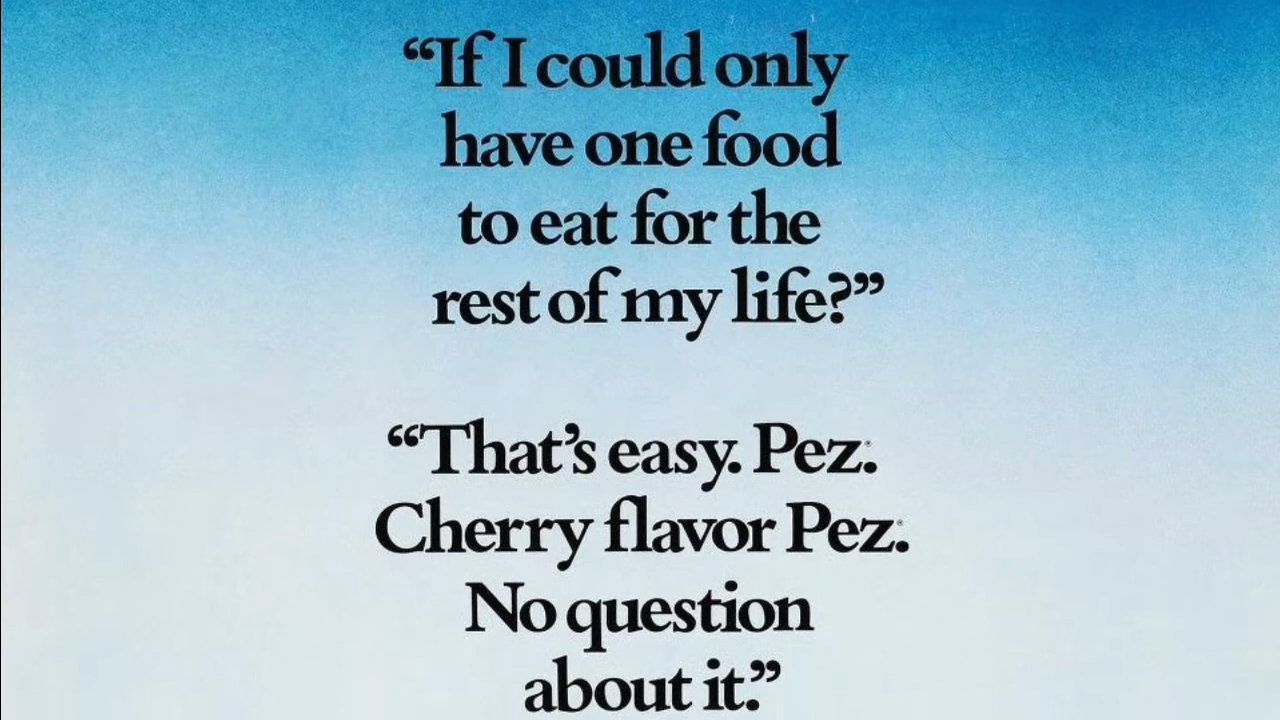 “If I could only
have one food
to eat for the
rest of my life?”
“That’s easy. Pez.®
Cherry flavor Pez.®
No question
about it.”